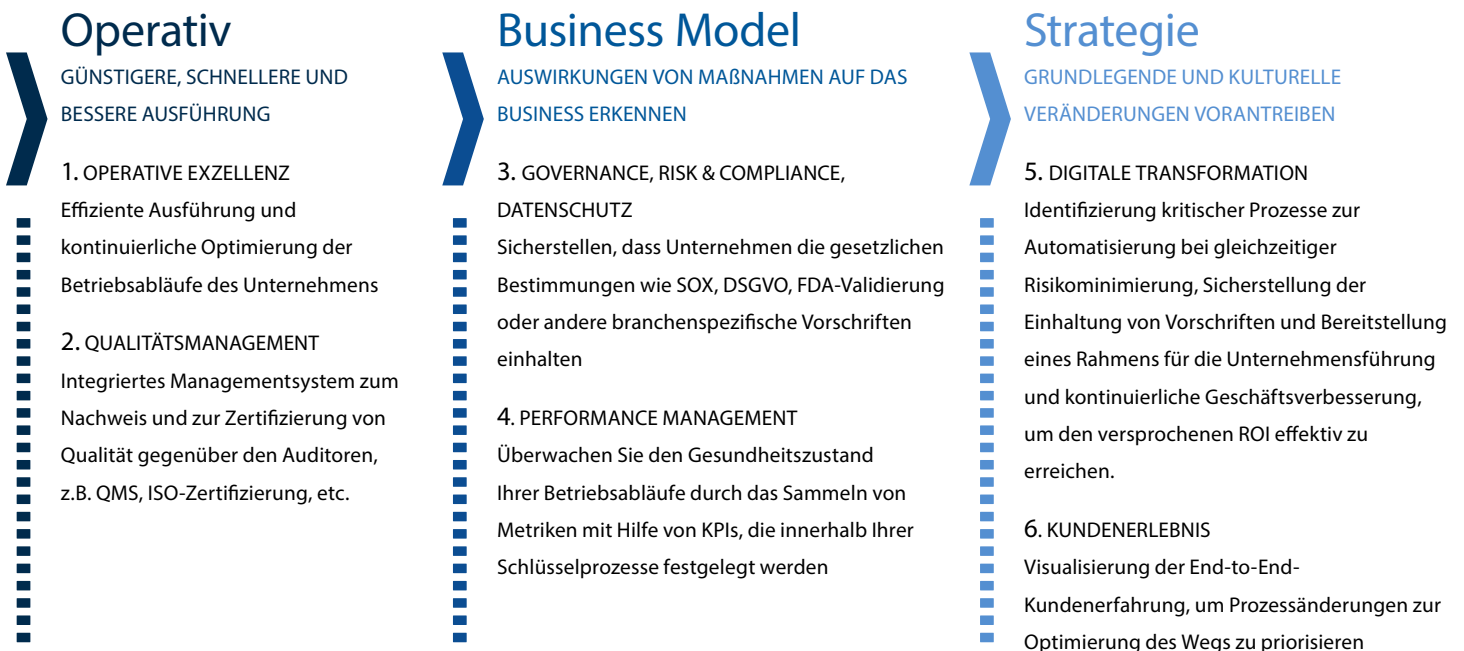 Operativ
GÜNSTIGERE, SCHNELLERE UND
BESSERE AUSFÜHRUNG
1. OPERATIVE EXZELLENZ
Effiziente Ausführung und
kontinuierliche Optimierung der
Betriebsabläufe des Unternehmens
2. QUALITÄTSMANAGEMENT
Integriertes Managementsystem zum
Nachweis und zur Zertifizierung von
Qualität gegenüber den Auditoren,
z.B. QMS, ISO-Zertifizierung, etc.
Business Model
AUSWIRKUNGEN VON MAßNAHMEN AUF DAS
BUSINESS ERKENNEN
3. GOVERNANCE, RISK & COMPLIANCE,
DATENSCHUTZ
Sicherstellen, dass Unternehmen die gesetzlichen
Bestimmungen wie SOX, DSGVO, FDA-Validierung
oder andere branchenspezifische Vorschriften
einhalten
4. PERFORMANCE MANAGEMENT
Überwachen Sie den Gesundheitszustand
Ihrer Betriebsabläufe durch das Sammeln von
Metriken mit Hilfe von KPIs, die innerhalb Ihrer
Schlüsselprozesse festgelegt werden
Strategie
GRUNDLEGENDE UND KULTURELLE
VERÄNDERUNGEN VORANTREIBEN
5. DIGITALE TRANSFORMATION
Identifizierung kritischer Prozesse zur
Automatisierung bei gleichzeitiger
Risikominimierung, Sicherstellung der
Einhaltung von Vorschriften und Bereitstellung
eines Rahmens für die Unternehmensführung
und kontinuierliche Geschäftsverbesserung,
um den versprochenen ROI effektiv zu
erreichen.
6. KUNDENERLEBNIS
Visualisierung der End-to-End-
Kundenerfahrung, um Prozessänderungen zur
Optimierung des Wegs zu priorisieren